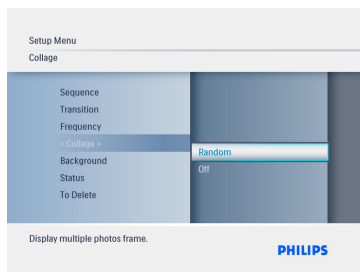 Setup Menu
Collage
Sequence
Transition
Frequency
- Collage -
Background
Status
To Delete
Random
Off
Display multiple photos frame.
PHILIPS